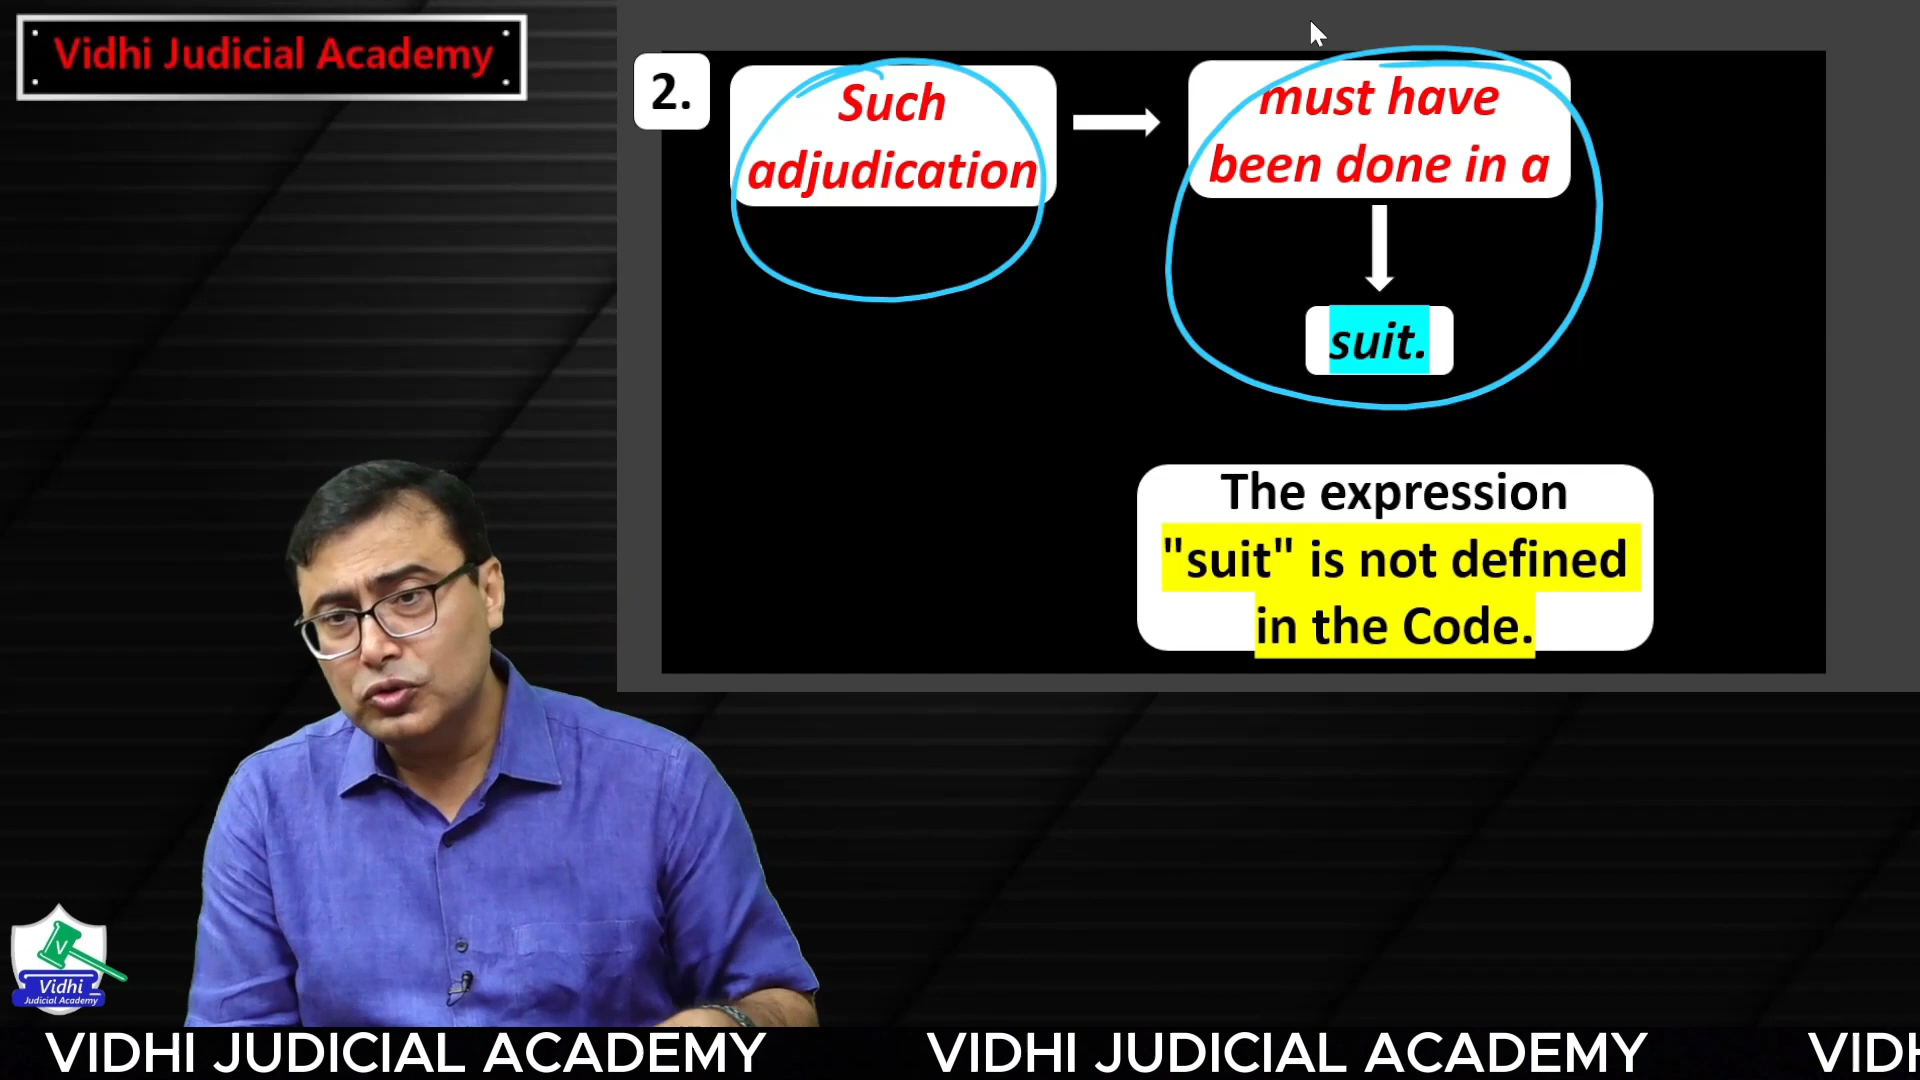 Vidhi Judicial Academy
2.
Such
adjudication
must have
been done in a
suit.
The expression
"suit" is not defined
in the Code.
V
Vidhi
Judicial Academy
VIDHI JUDICIAL ACADEMY VIDHI JUDICIAL ACADEMY VIDH